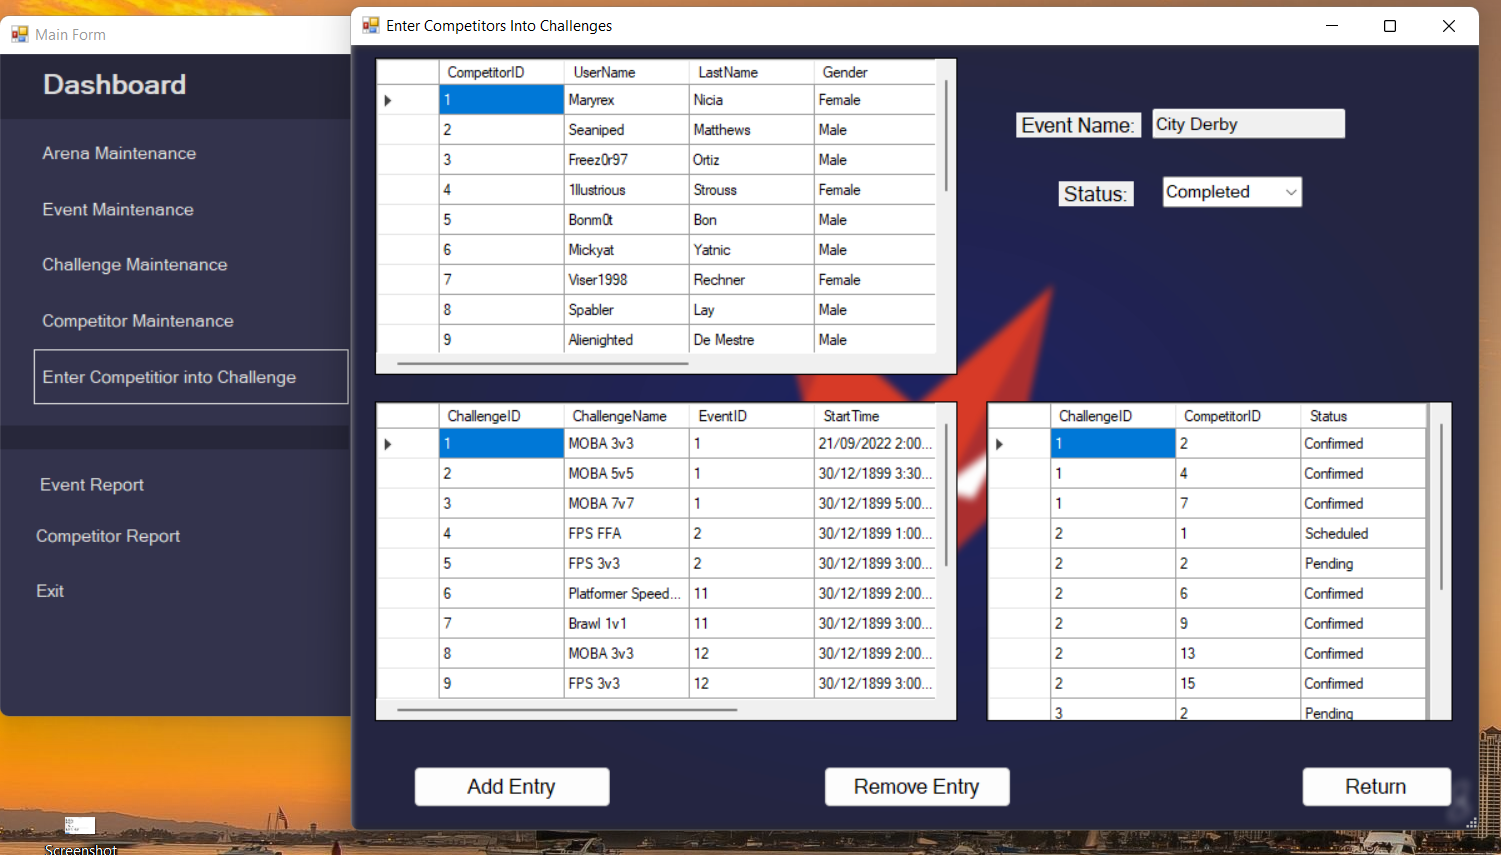 Main Form
Dashboard
Arena Maintenance
Event Maintenance
Challenge Maintenance
Competitor Maintenance
Enter Competitior into Challenge
Event Report
Competitor Report
Exit
Screenshot
Enter Competitors Into Challenges
CompetitorID UserName LastName Gender
1 Maryrex Nicia Female
2 Seaniped Matthews Male
3 Freez0r97 Ortiz Male
4 1llustrious Strouss Female
5 Bonm0t Bon Male
6 Mickyat Yatnic Male
7 Viser1998 Rechner Female
8 Spabler Lay Male
9 Alienighted De Mestre Male
Event Name: City Derby
Status: Completed
ChallengeID ChallengeName EventID StartTime
1 MOBA 3v3 1 21/09/2022 2:00...
2 MOBA 5v5 1 30/12/1899 3:30...
3 MOBA 7v7 1 30/12/1899 5:00...
4 FPS FFA 2 30/12/1899 1:00...
5 FPS 3v3 2 30/12/1899 3:00...
6 Platformer Speed... 11 30/12/1899 2:00...
7 Brawl 1v1 11 30/12/1899 3:00...
8 MOBA 3v3 12 30/12/1899 2:00...
9 FPS 3v3 12 30/12/1899 3:00...
ChallengeID CompetitorID Status
1 2 Confirmed
1 4 Confirmed
1 7 Confirmed
2 1 Scheduled
2 2 Pending
2 6 Confirmed
2 9 Confirmed
2 13 Confirmed
2 15 Confirmed
3 2 Pending
Add Entry
Remove Entry
Return